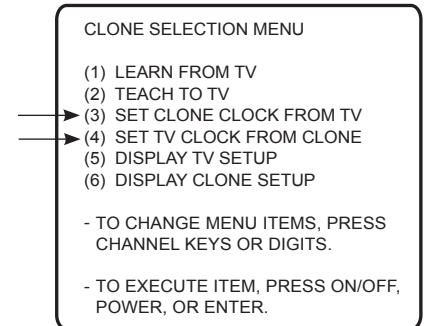 CLONE SELECTION MENU
(1) LEARN FROM TV
(2) TEACH TO TV
(3) SET CLONE CLOCK FROM TV
(4) SET TV CLOCK FROM CLONE
(5) DISPLAY TV SETUP
(6) DISPLAY CLONE SETUP
- TO CHANGE MENU ITEMS, PRESS
CHANNEL KEYS OR DIGITS.
- TO EXECUTE ITEM, PRESS ON/OFF,
POWER, OR ENTER.